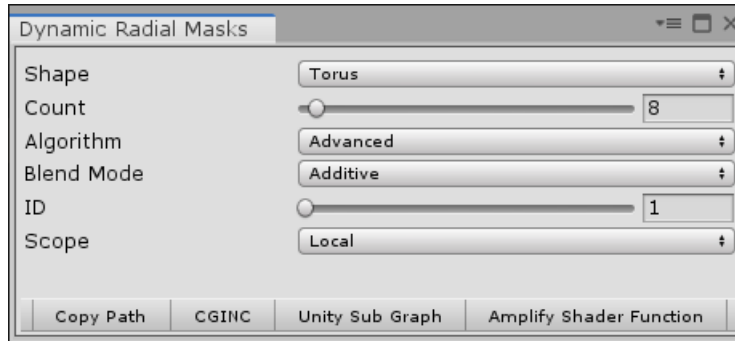 Dynamic Radial Masks
Shape Torus
Count 8
Algorithm Advanced
Blend Mode Additive
ID 1
Scope Local
Copy Path CGINC Unity Sub Graph Amplify Shader Function